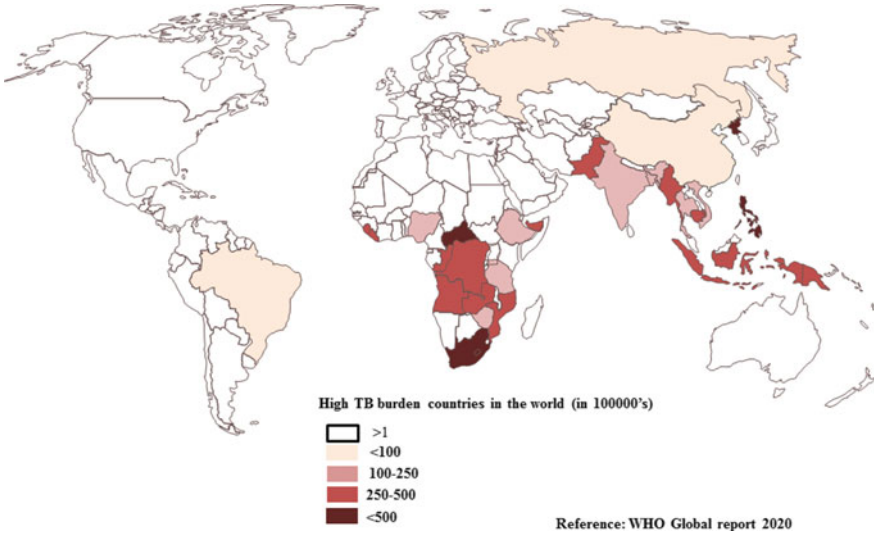 High TB burden countries in the world (in 100000’s)
>1
<100
100-250
250-500
<500
Reference: WHO Global report 2020